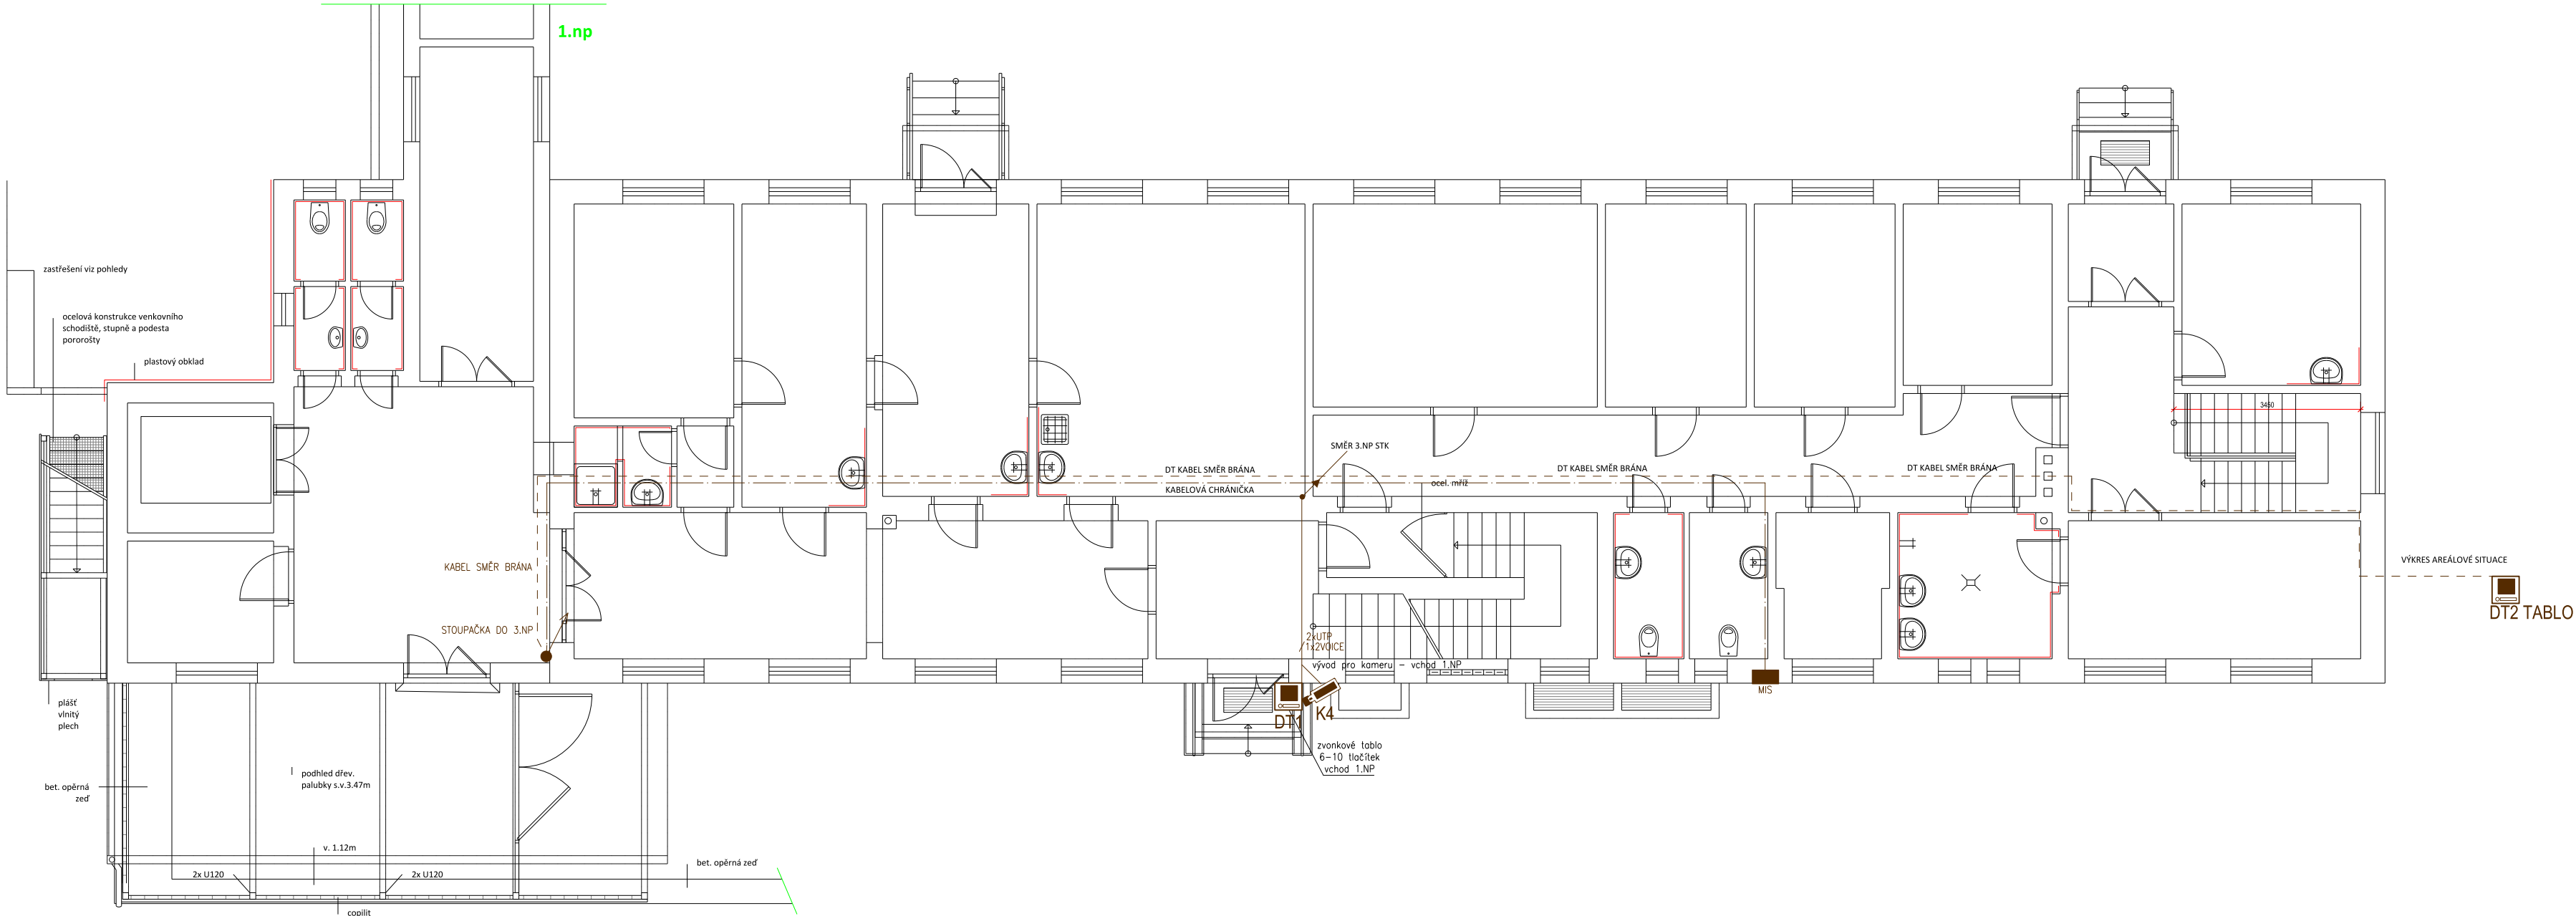 1.np
zastřešení viz pohledy
ocelová konstrukce venkovního
schodiště, stupně a podesta
pororošty
plastový obklad
3450
SMĚR 3.NP STK
DT KABEL SMĚR BRÁNA
DT KABEL SMĚR BRÁNA
DT KABEL SMĚR BRÁNA
KABELOVÁ CHRÁNIČKA
ocel. mříž
KABEL SMĚR BRÁNA
VÝKRES AREÁLOVÉ SITUACE
DT2 TABLO
STOUPAČKA DO 3.NP
2xUTP
/1x2VOICE
vývod pro kameru - vchod 1.NP
MIS
DT1
K4
plášť
vlnitý
plech
zvonkové tablo
6-10 tlačítek
vchod 1.NP
podhled dřev.
palubky s.v.3.47m
bet. opěrná
zeď
v. 1.12m
bet. opěrná zeď
2x U120
2x U120
copilit